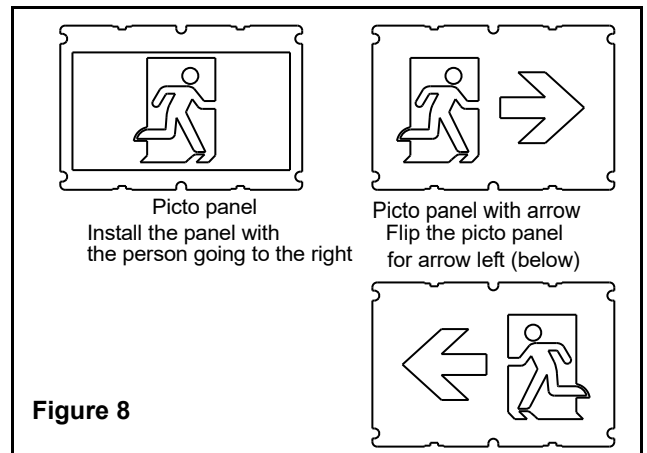 Picto panel
Install the panel with
the person going to the right
Picto panel with arrow
Flip the picto panel
for arrow left (below)
Figure 8